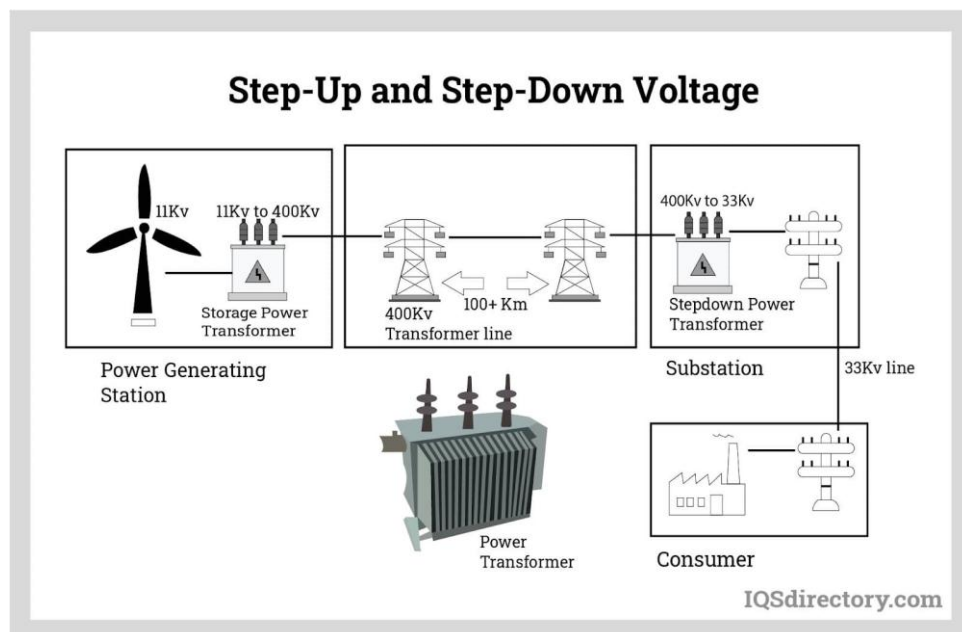 Step-Up and Step-Down Voltage
11Kv
11Kv to 400Kv
Storage Power
Transformer
Power Generating
Station
100+ Km
400Kv
Transformer line
400Kv to 33Kv
Stepdown Power
Transformer
Substation
33Kv line
Power
Transformer
Consumer
IQSdirectory.com